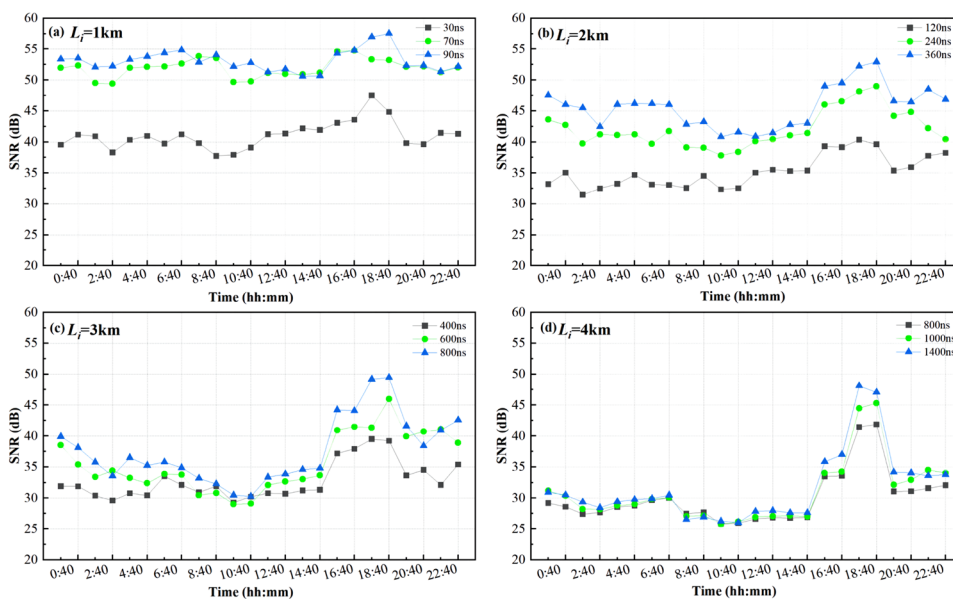 (a) Li=1km
30ns
70ns
90ns
SNR (dB)
60
55
50
45
40
35
30
25
20
0:40 2:40 4:40 6:40 8:40 10:40 12:40 14:40 16:40 18:40 20:40 22:40
Time (hh:mm)
(b) Li=2km
120ns
240ns
360ns
SNR (dB)
60
55
50
45
40
35
30
25
20
0:40 2:40 4:40 6:40 8:40 10:40 12:40 14:40 16:40 18:40 20:40 22:40
Time (hh:mm)
(c) Li=3km
400ns
600ns
800ns
SNR (dB)
60
55
50
45
40
35
30
25
20
0:40 2:40 4:40 6:40 8:40 10:40 12:40 14:40 16:40 18:40 20:40 22:40
Time (hh:mm)
(d) Li=4km
800ns
1000ns
1400ns
SNR (dB)
60
55
50
45
40
35
30
25
20
0:40 2:40 4:40 6:40 8:40 10:40 12:40 14:40 16:40 18:40 20:40 22:40
Time (hh:mm)